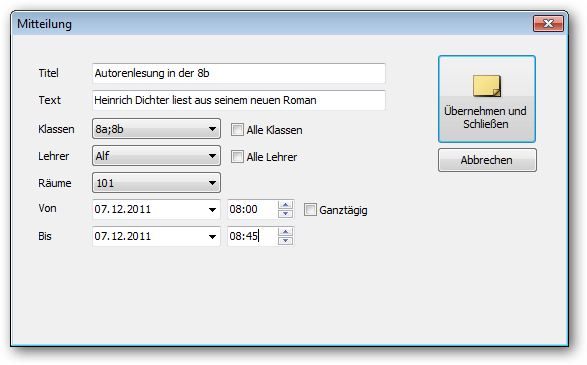 Mitteilung
Titel Autorenlesung in der 8b
Text Heinrich Dichter liest aus seinem neuen Roman
Übernehmen und
Schließen
Klassen 8a;8b Alle Klassen
Lehrer Alf Alle Lehrer
Abbrechen
Räume 101
Von 07.12.2011 08:00 Ganztägig
Bis 07.12.2011 08:45